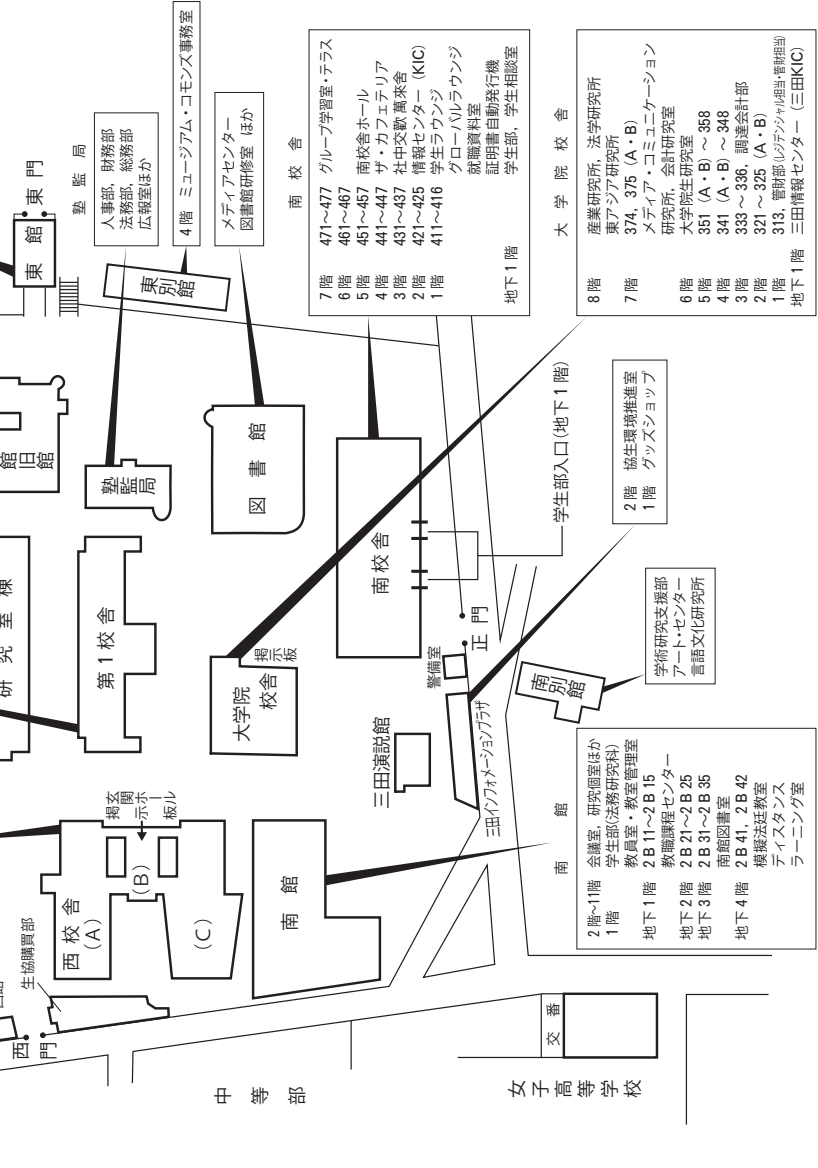 東館
東門
塾監局
人事部，財務部
法務部，総務部
広報室ほか
東別館
4階 ミュージアム・コモンズ事務室
メディアセンター
図書館研修室 ほか
館旧館
塾監局
図書館
研究室棟
第1校舎
大学院校舎
掲示板
南校舎
学生部入口(地下1階)
正門
警備室
三田演説館
三田インフォメーションプラザ
南別館
西校舎
(A)
(B)
(C)
玄関ホール
掲示板
南館
生協購買部
西門
中等部
女子高等学校
交番
南校舎
7階 471~477 グループ学習室・テラス
6階 461~467
5階 451~457 南校舎ホール
4階 441~447 ザ・カフェテリア
3階 431~437 社中交歓 萬來舍
2階 421~425 情報センター (KIC)
1階 411~416 学生ラウンジ
グローバルラウンジ
就職資料室
証明書自動発行機
地下1階 学生部，学生相談室
大学院校舎
8階 産業研究所，法学研究所
東アジア研究所
7階 374，375 (A・B)
メディア・コミュニケーション
研究所，会計研究室
6階 大学院生研究室
5階 351 (A・B) ~ 358
4階 341 (A・B) ~ 348
3階 333 ~ 336，調達会計部
2階 321 ~ 325 (A・B)
1階 313，管財部 (レジデンシャル担当・管財担当)
地下1階 三田情報センター (三田KIC)
2階 協生環境推進室
1階 グッズショップ
学術研究支援部
アート・センター
言語文化研究所
南館
2階~11階 会議室，研究個室ほか
1階 学生部(法務研究科)
教員室・教室管理室
地下1階 2B11~2B15
教職課程センター
地下2階 2B21~2B25
地下3階 2B31~2B35
南館図書室
地下4階 2B41，2B42
模擬法廷教室
ディスタンス
ラーニング室